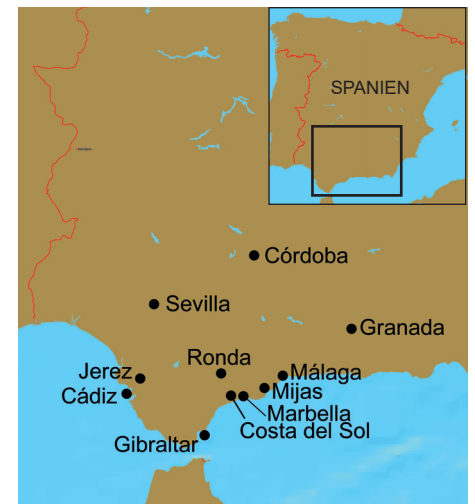 SPANIEN
Córdoba
Sevilla
Granada
Ronda
Málaga
Jerez
Mijas
Cádiz
Marbella
Costa del Sol
Gibraltar